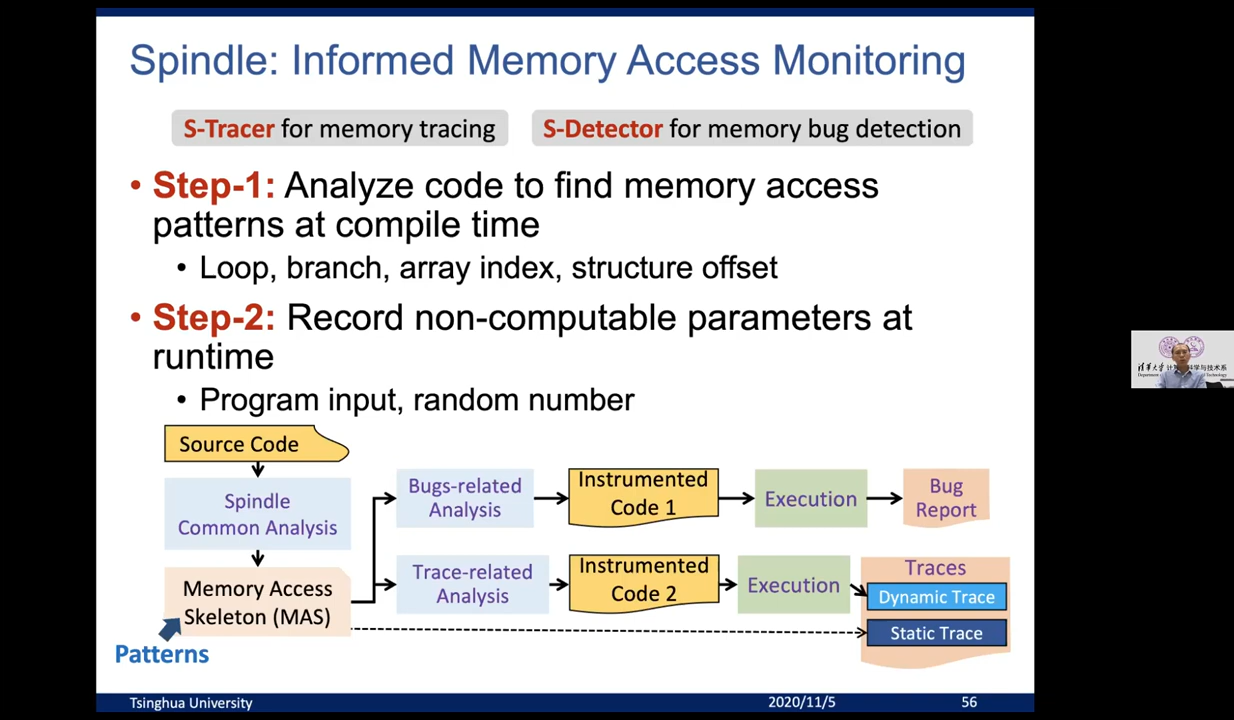 Spindle: Informed Memory Access Monitoring
S-Tracer for memory tracing
S-Detector for memory bug detection
• Step-1: Analyze code to find memory access
patterns at compile time
• Loop, branch, array index, structure offset
• Step-2: Record non-computable parameters at
runtime
• Program input, random number
Source Code
Spindle
Common Analysis
Memory Access
Skeleton (MAS)
Patterns
Bugs-related
Analysis
Instrumented
Code 1
Execution
Bug
Report
Trace-related
Analysis
Instrumented
Code 2
Execution
Traces
Dynamic Trace
Static Trace
Tsinghua University
2020/11/5
56